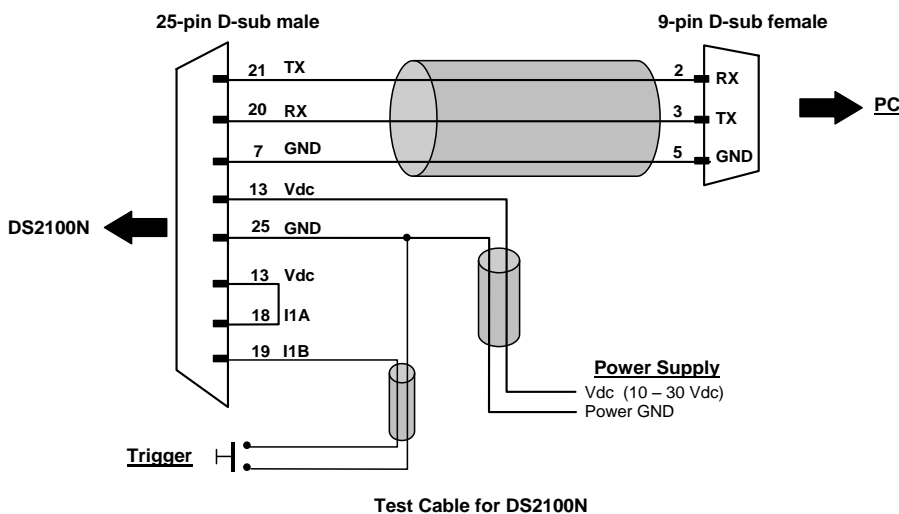 25-pin D-sub male
9-pin D-sub female
21 TX
2 RX
20 RX
3 TX
PC
7 GND
5 GND
13 Vdc
DS2100N
25 GND
13 Vdc
18 I1A
19 I1B
Power Supply
Vdc (10 – 30 Vdc)
Power GND
Trigger
Test Cable for DS2100N